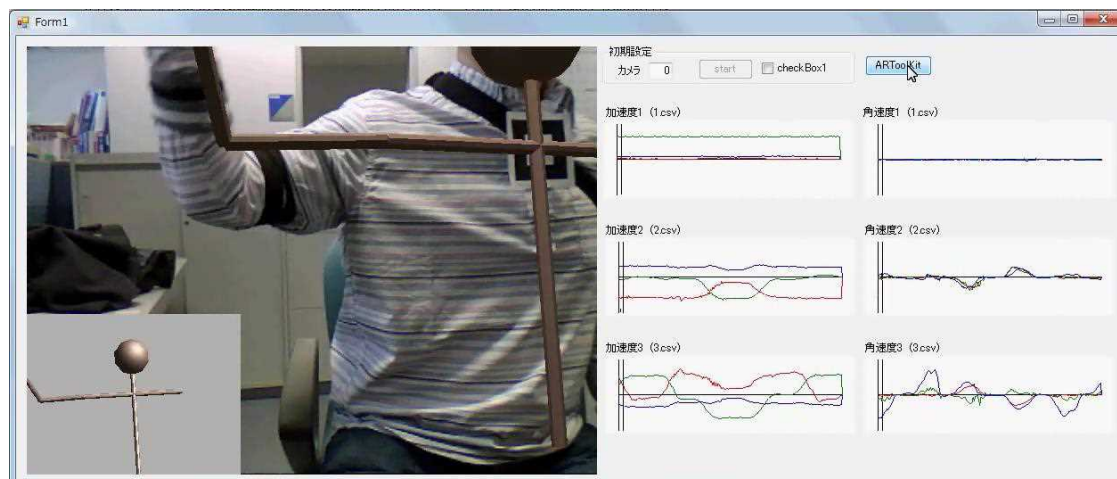 Form1
初期設定
カメラ 0 start checkBox1
ARToolKit
加速度1 (1.csv)
角速度1 (1.csv)
加速度2 (2.csv)
角速度2 (2.csv)
加速度3 (3.csv)
角速度3 (3.csv)